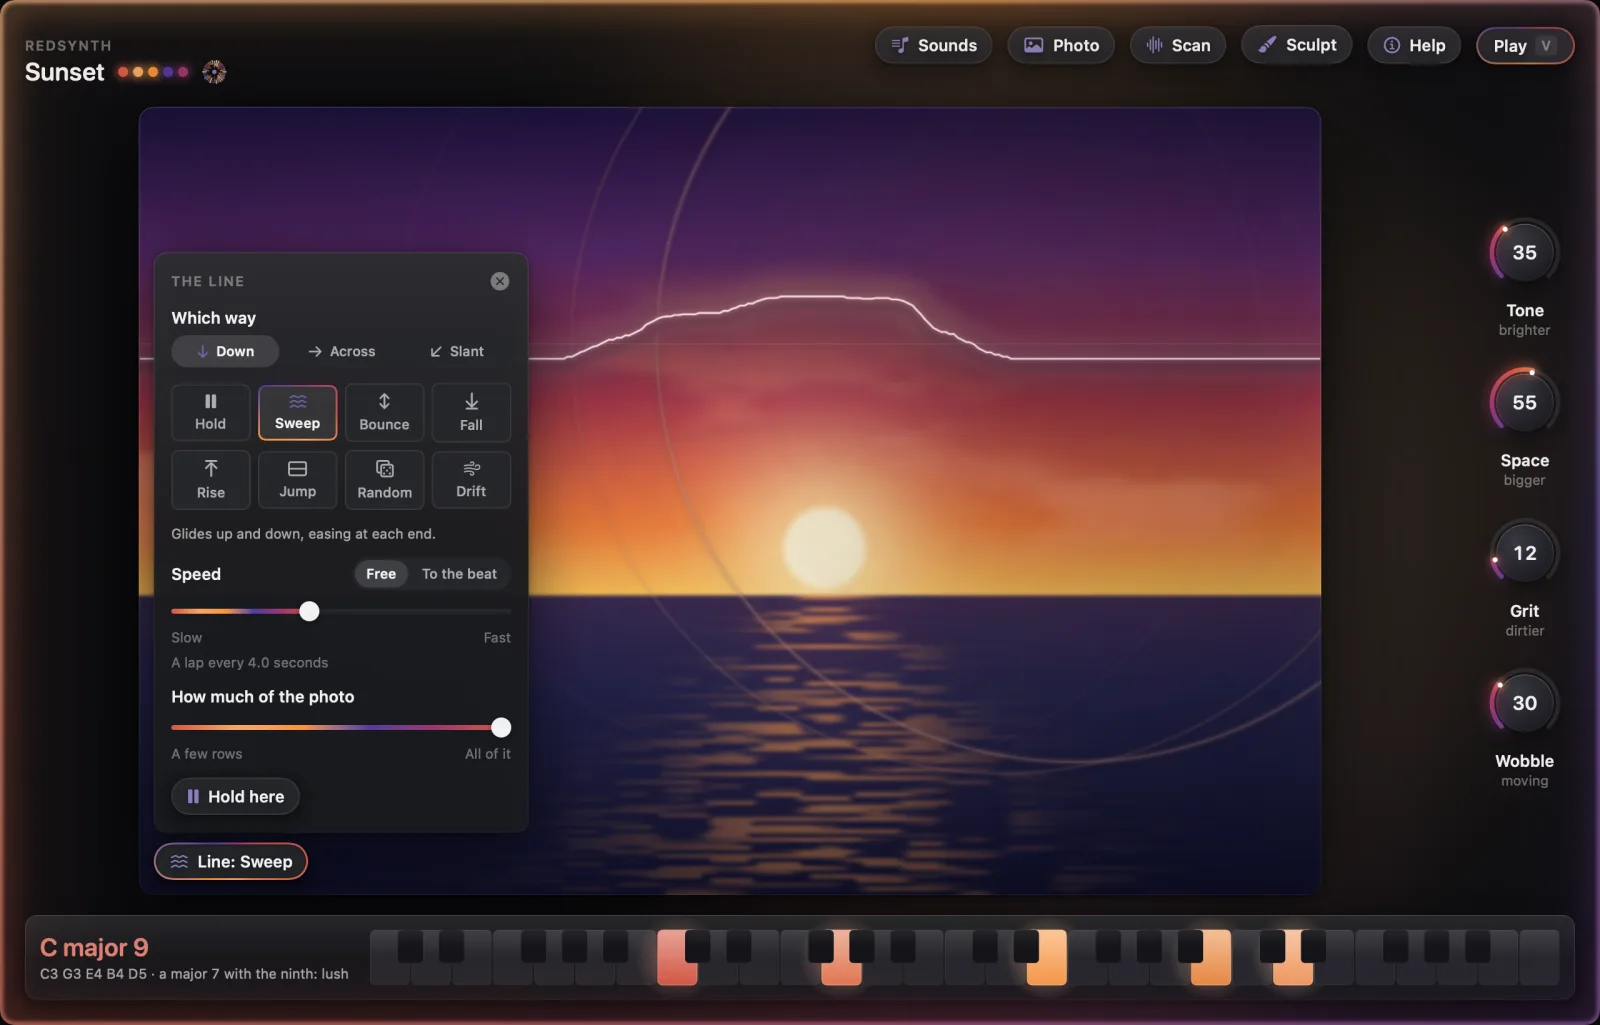 REDSYNTH
Sunset
Sounds
Photo
Scan
Sculpt
Help
Play V
THE LINE
Which way
Down
Across
Slant
Hold
Sweep
Bounce
Fall
Rise
Jump
Random
Drift
Glides up and down, easing at each end.
Speed
Free
To the beat
Slow
Fast
A lap every 4.0 seconds
How much of the photo
A few rows
All of it
Hold here
Line: Sweep
35
Tone
brighter
55
Space
bigger
12
Grit
dirtier
30
Wobble
moving
C major 9
C3 G3 E4 B4 D5 · a major 7 with the ninth: lush